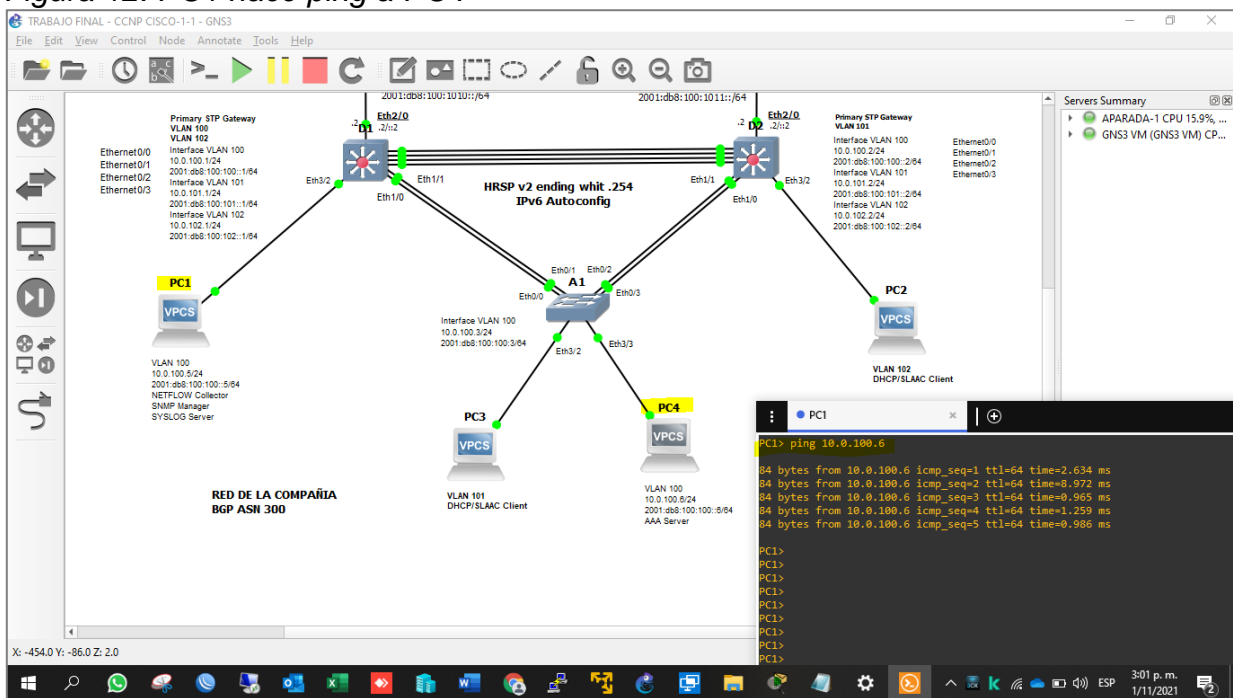 Figura 42. PC1 hace ping a PC4
TRABAJO FINAL - CCNP CISCO-1-1 - GNS3
File Edit View Control Node Annotate Tools Help
2001:db8:100:1010::/64
2001:db8:100:1011::/64
Servers Summary
APARADA-1 CPU 15.9%, ...
GNS3 VM (GNS3 VM) CP...
Primary STP Gateway
VLAN 100
VLAN 102
Interface VLAN 100
10.0.100.1/24
2001:db8:100:100::1/64
Interface VLAN 101
10.0.101.1/24
2001:db8:100:101::1/64
Interface VLAN 102
10.0.102.1/24
2001:db8:100:102::1/64
Ethernet0/0
Ethernet0/1
Ethernet0/2
Ethernet0/3
Eth2/0
.2
D1
.2/::2
Eth3/2
Eth1/1
Eth1/0
HRSP v2 ending whit .254
IPv6 Autoconfig
Eth2/0
.2
D2
.2/::2
Eth1/1
Eth3/2
Eth1/0
Primary STP Gateway
VLAN 101
Interface VLAN 100
10.0.100.2/24
2001:db8:100:100::2/64
Interface VLAN 101
10.0.101.2/24
2001:db8:100:101::2/64
Interface VLAN 102
10.0.102.2/24
2001:db8:100:102::2/64
Ethernet0/0
Ethernet0/1
Ethernet0/2
Ethernet0/3
PC1
VPCS
VLAN 100
10.0.100.5/24
2001:db8:100:100::5/64
NETFLOW Collector
SNMP Manager
SYSLOG Server
Eth0/1
Eth0/2
A1
Eth0/0
Eth0/3
Interface VLAN 100
10.0.100.3/24
2001:db8:100:100:3/64
Eth3/2
Eth3/3
PC2
VPCS
VLAN 102
DHCP/SLAAC Client
PC3
VPCS
VLAN 101
DHCP/SLAAC Client
PC4
VPCS
VLAN 100
10.0.100.6/24
2001:db8:100:100::6/64
AAA Server
RED DE LA COMPAÑIA
BGP ASN 300
PC1
PC1> ping 10.0.100.6
84 bytes from 10.0.100.6 icmp_seq=1 ttl=64 time=2.634 ms
84 bytes from 10.0.100.6 icmp_seq=2 ttl=64 time=8.972 ms
84 bytes from 10.0.100.6 icmp_seq=3 ttl=64 time=0.965 ms
84 bytes from 10.0.100.6 icmp_seq=4 ttl=64 time=1.259 ms
84 bytes from 10.0.100.6 icmp_seq=5 ttl=64 time=0.986 ms
PC1>
PC1>
PC1>
PC1>
PC1>
PC1>
PC1>
PC1>
PC1>
X: -454.0 Y: -86.0 Z: 2.0
ESP
3:01 p. m.
1/11/2021
2